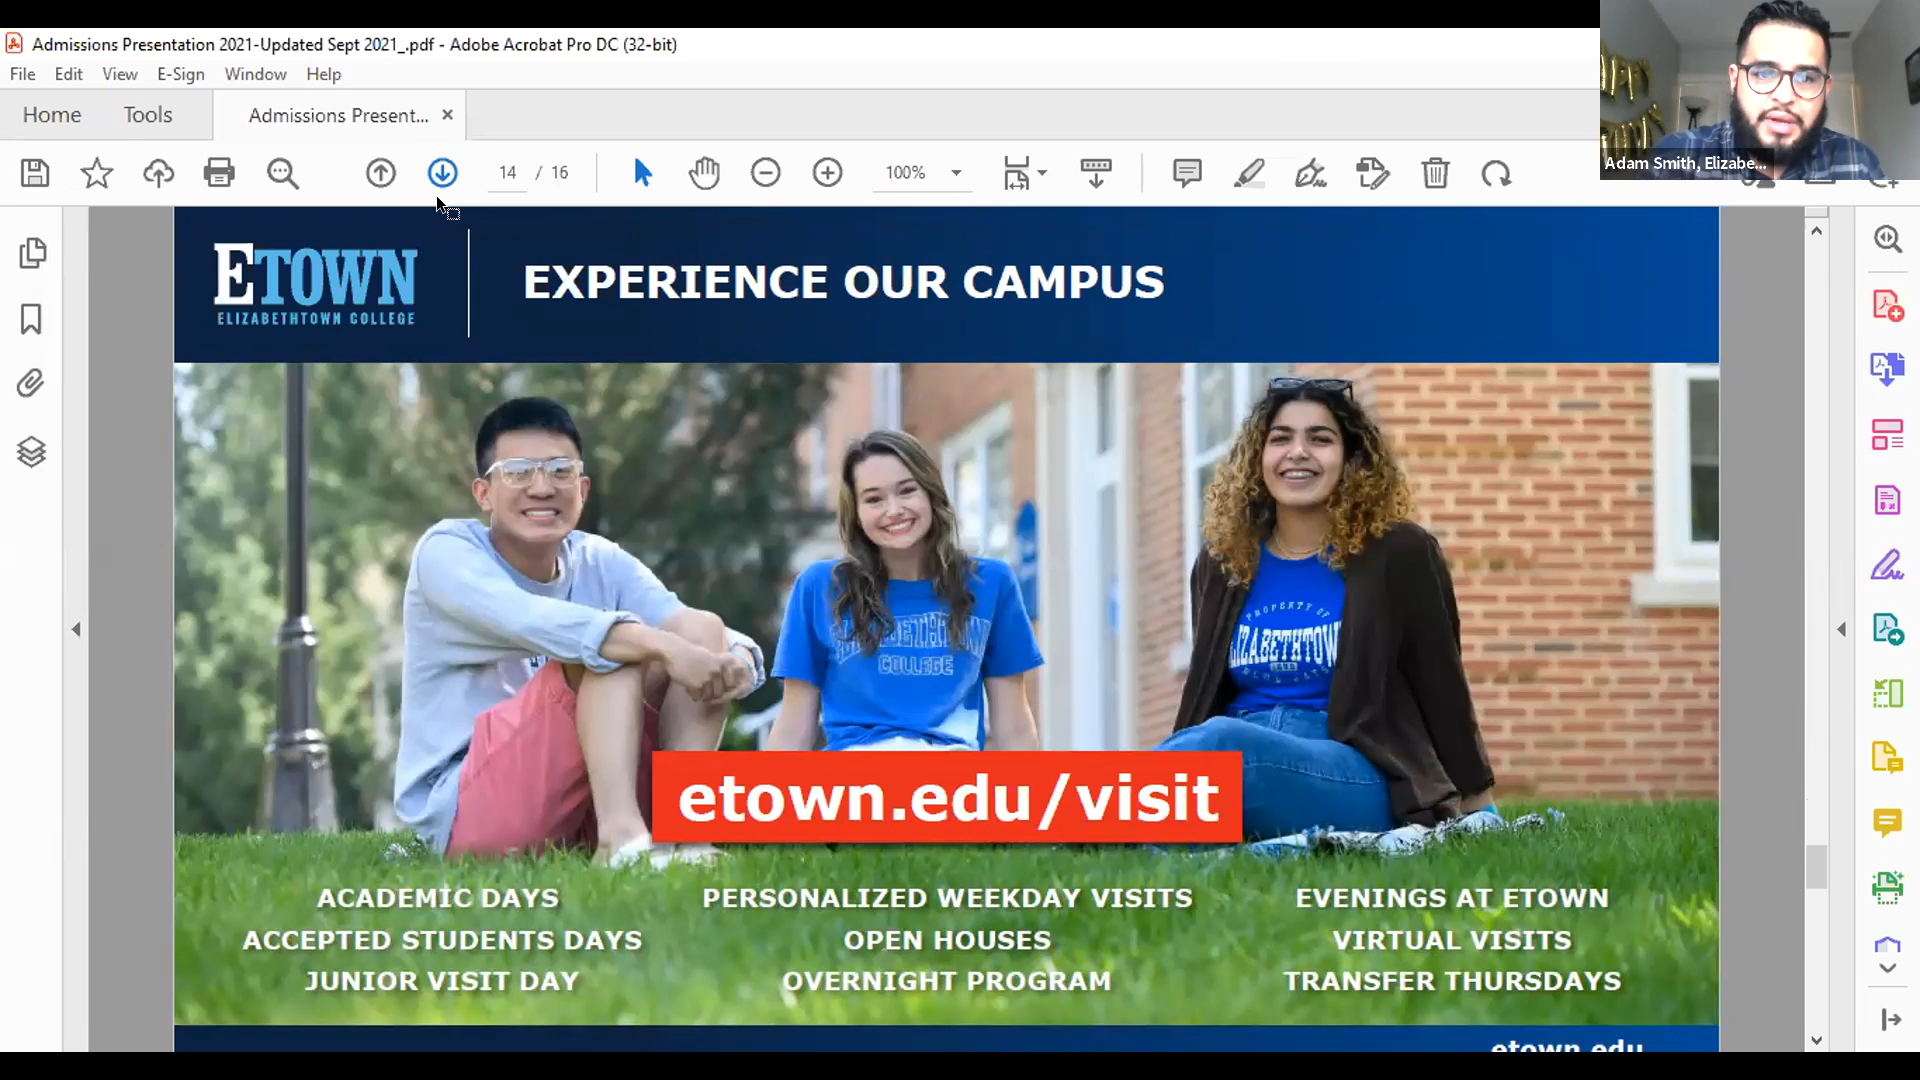 Admissions Presentation 2021-Updated Sept 2021_.pdf - Adobe Acrobat Pro DC (32-bit)
File Edit View E-Sign Window Help
Home Tools Admissions Present... ×
14 / 16 100%
Adam Smith, Elizabe...
ETOWN
ELIZABETHTOWN COLLEGE
EXPERIENCE OUR CAMPUS
COLLEGE
PROPERTY OF
etown.edu/visit
ACADEMIC DAYS
ACCEPTED STUDENTS DAYS
JUNIOR VISIT DAY
PERSONALIZED WEEKDAY VISITS
OPEN HOUSES
OVERNIGHT PROGRAM
EVENINGS AT ETOWN
VIRTUAL VISITS
TRANSFER THURSDAYS
etown.edu